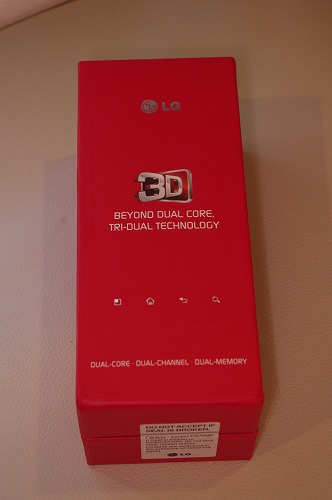 LG
3D
BEYOND DUAL CORE,
TRI-DUAL TECHNOLOGY
DUAL-CORE · DUAL-CHANNEL · DUAL-MEMORY
DO NOT ACCEPT IF
SEAL IS BROKEN.
LG